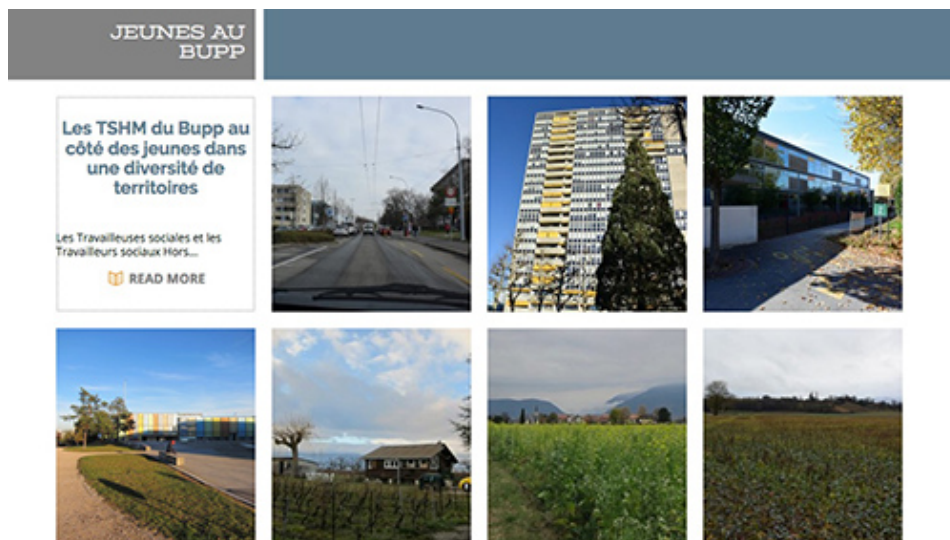 JEUNES AU
BUPP
Les TSHM du Bupp au
côté des jeunes dans
une diversité de
territoires
Les Travailleuses sociales et les
Travailleurs sociaux Hors...
READ MORE